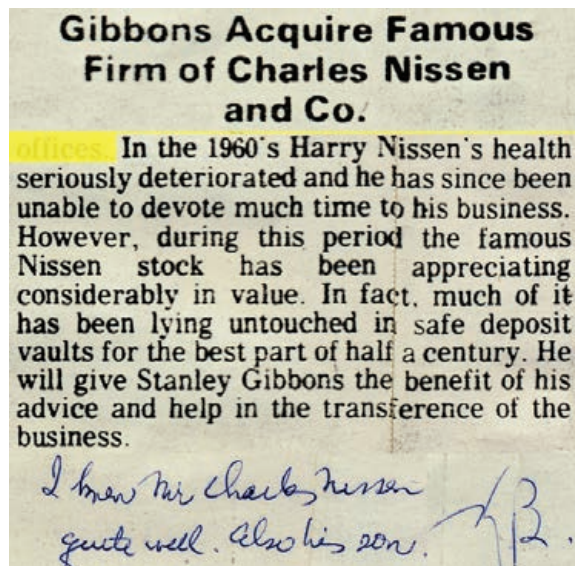 Gibbons Acquire Famous
Firm of Charles Nissen
and Co.
offices. In the 1960's Harry Nissen's health
seriously deteriorated and he has since been
unable to devote much time to his business.
However, during this period the famous
Nissen stock has been appreciating
considerably in value. In fact, much of it
has been lying untouched in safe deposit
vaults for the best part of half a century. He
will give Stanley Gibbons the benefit of his
advice and help in the transference of the
business.
I knew Mr Charles Nissen
quite well. Also his son.